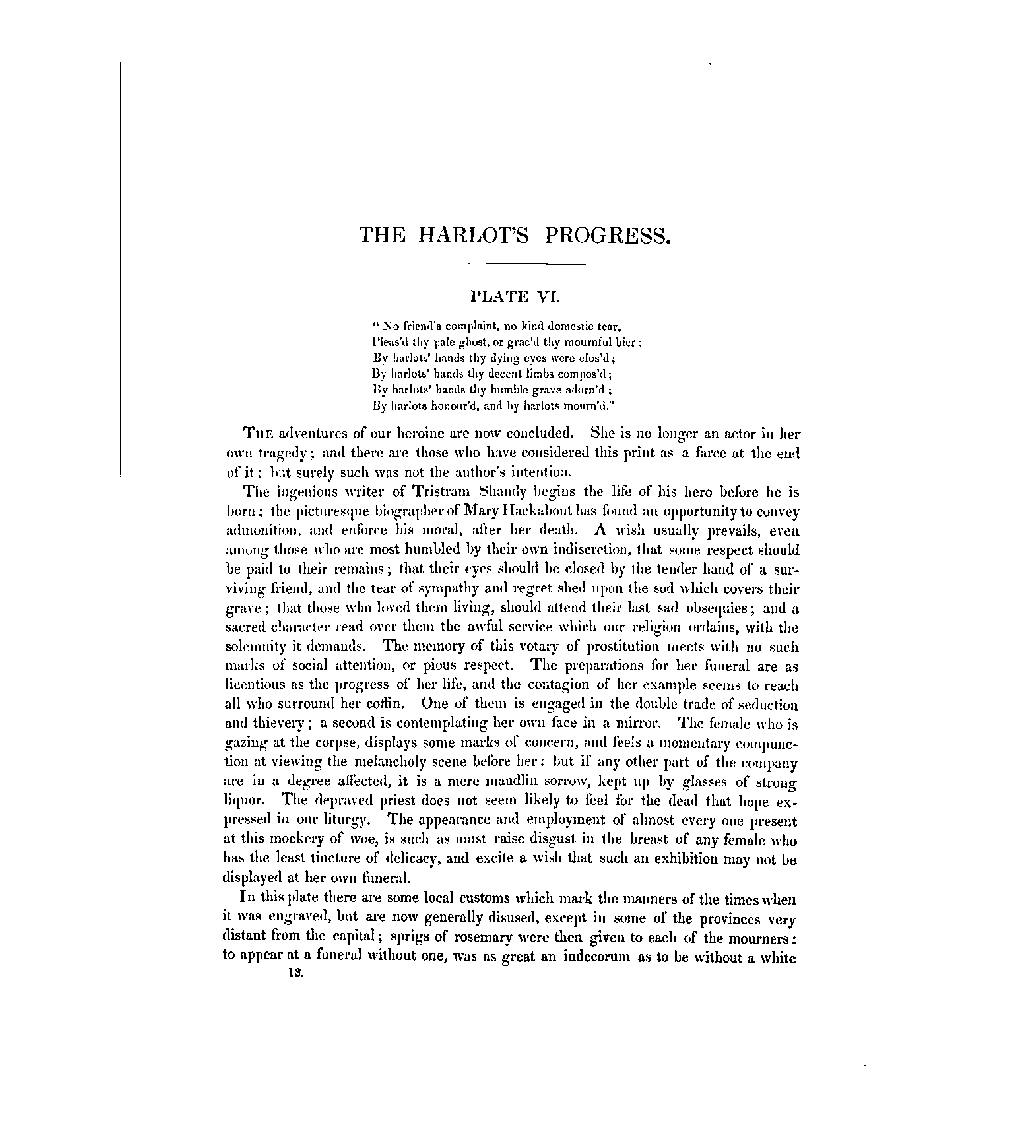 THE HARLOT'S PROGRESS.
PLATE VI.
" No friend's complaint, no kind domestic tear,
Pleas'd thy pale ghost, or grac'd thy mournful bier :
By harlots' hands thy dying eyes were clos'd ;
By harlots' hands thy decent limbs compos'd ;
By harlots' hands thy humble grave adorn'd ;
By harlots honour'd, and by harlots mourn'd."
THE adventures of our heroine are now concluded. She is no longer an actor in her
own tragedy ; and there are those who have considered this print as a farce at the end
of it : but surely such was not the author's intention.
The ingenious writer of Tristram Shandy begins the life of his hero before he is
born ; the picturesque biographer of Mary Hackabout has found an opportunity to convey
admonition, and enforce his moral, after her death. A wish usually prevails, even
among those who are most humbled by their own indiscretion, that some respect should
be paid to their remains ; that their eyes should be closed by the tender hand of a sur-
viving friend, and the tear of sympathy and regret shed upon the sod which covers their
grave ; that those who loved them living, should attend their last sad obsequies ; and a
sacred character read over them the awful service which our religion ordains, with the
solemnity it demands. The memory of this votary of prostitution meets with no such
marks of social attention, or pious respect. The preparations for her funeral are as
licentious as the progress of her life, and the contagion of her example seems to reach
all who surround her coffin. One of them is engaged in the double trade of seduction
and thievery ; a second is contemplating her own face in a mirror. The female who is
gazing at the corpse, displays some marks of concern, and feels a momentary compunc-
tion at viewing the melancholy scene before her : but if any other part of the company
are in a degree affected, it is a mere maudlin sorrow, kept up by glasses of strong
liquor. The depraved priest does not seem likely to feel for the dead that hope ex-
pressed in our liturgy. The appearance and employment of almost every one present
at this mockery of woe, is such as must raise disgust in the breast of any female who
has the least tincture of delicacy, and excite a wish that such an exhibition may not be
displayed at her own funeral.
In this plate there are some local customs which mark the manners of the times when
it was engraved, but are now generally disused, except in some of the provinces very
distant from the capital ; sprigs of rosemary were then given to each of the mourners :
to appear at a funeral without one, was as great an indecorum as to be without a white
13.